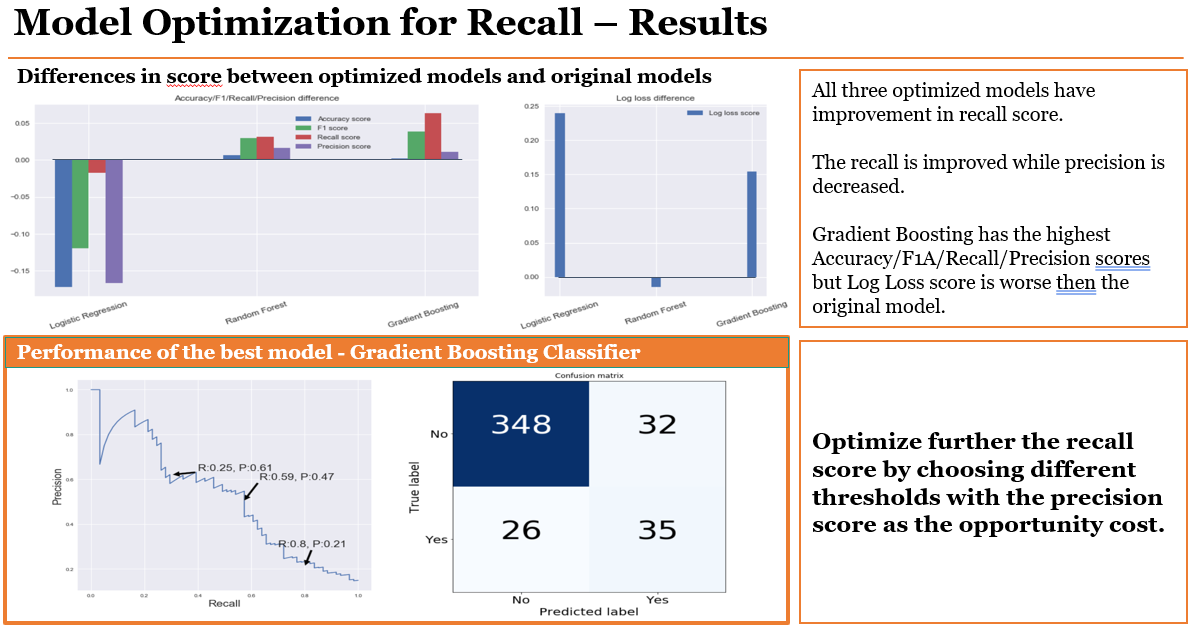 Model Optimization for Recall – Results
Differences in score between optimized models and original models
Accuracy/F1/Recall/Precision difference
Accuracy score
F1 score
Recall score
Precision score
0.05
0.00
−0.05
−0.10
−0.15
Logistic Regression
Random Forest
Gradient Boosting
Log loss difference
Log loss score
0.25
0.20
0.15
0.10
0.05
0.00
Logistic Regression
Random Forest
Gradient Boosting
All three optimized models have
improvement in recall score.
The recall is improved while precision is
decreased.
Gradient Boosting has the highest
Accuracy/F1A/Recall/Precision scores
but Log Loss score is worse then the
original model.
Performance of the best model - Gradient Boosting Classifier
Precision
1.0
0.8
0.6
0.4
0.2
R:0.25, P:0.61
R:0.59, P:0.47
R:0.8, P:0.21
0.0
0.2
0.4
0.6
0.8
1.0
Recall
Confusion matrix
True label
No
Yes
348
32
26
35
No
Yes
Predicted label
Optimize further the recall
score by choosing different
thresholds with the precision
score as the opportunity cost.